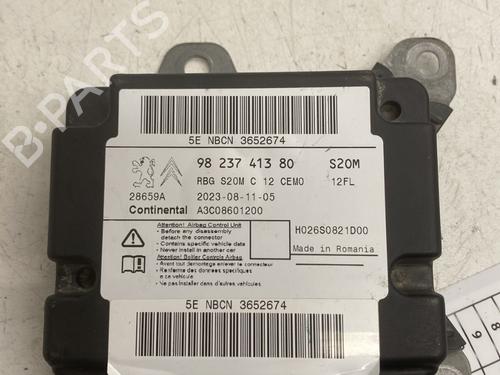 B-PARTS
5E NBCN 3652674
98 237 413 80 S20M
RBG S20M C 12 CEMO 12FL
28659A 2023-08-11-05
Continental A3C08601200
Attention! Airbag Control Unit
- Before any disassembly
detach the connector
- Contains specific vehicle data
- Never install in another car
H026S0821D00
Made in Romania
Attention! Boîtier Contrôle Airbag
- Avant tout démontage enlever le connecteur
- Renferme des données spécifiques
à ce véhicule
- Ne pas installer dans d'autres véhicules
5E NBCN 3652674
8
9